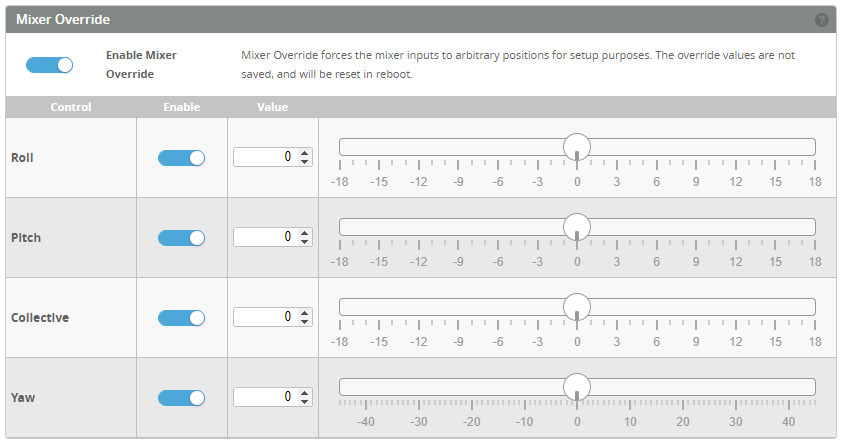 Mixer Override
?
Enable Mixer Override
Mixer Override forces the mixer inputs to arbitrary positions for setup purposes. The override values are not saved, and will be reset in reboot.
Control Enable Value
Roll 0
-18 -15 -12 -9 -6 -3 0 3 6 9 12 15 18
Pitch 0
-18 -15 -12 -9 -6 -3 0 3 6 9 12 15 18
Collective 0
-18 -15 -12 -9 -6 -3 0 3 6 9 12 15 18
Yaw 0
-40 -30 -20 -10 0 10 20 30 40